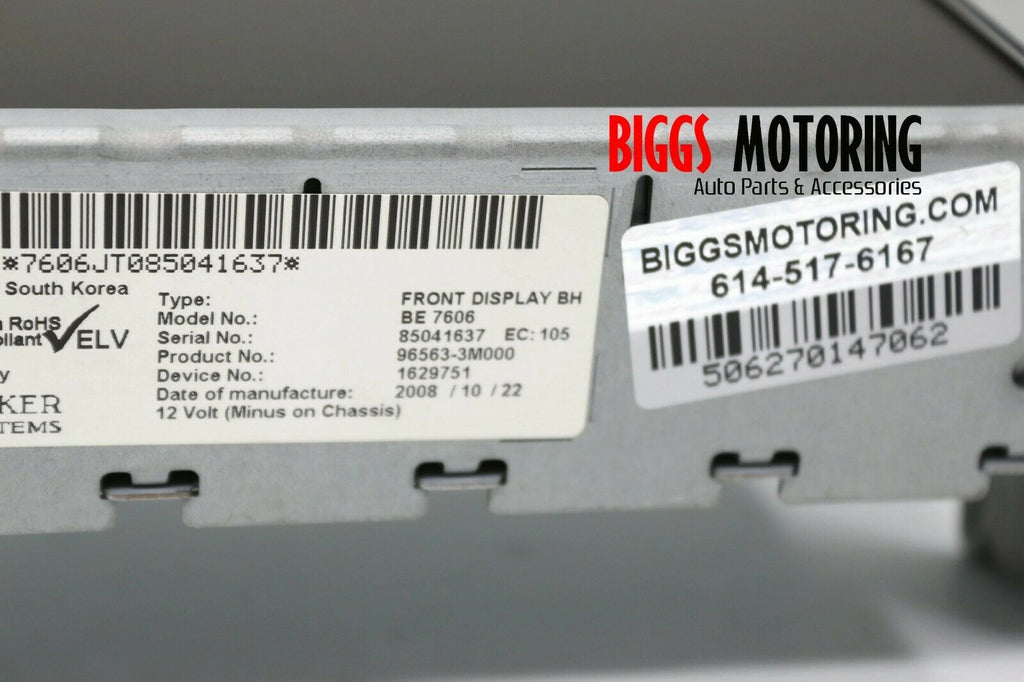 BIGGS MOTORING
Auto Parts & Accessories
*7606JT085041637*
South Korea
RoHS
ELV
Type: FRONT DISPLAY BH
Model No.: BE 7606
Serial No.: 85041637 EC: 105
Product No.: 96563-3M000
Device No.: 1629751
Date of manufacture: 2008 / 10 / 22
12 Volt (Minus on Chassis)
BIGGSMOTORING.COM
614-517-6167
506270147062